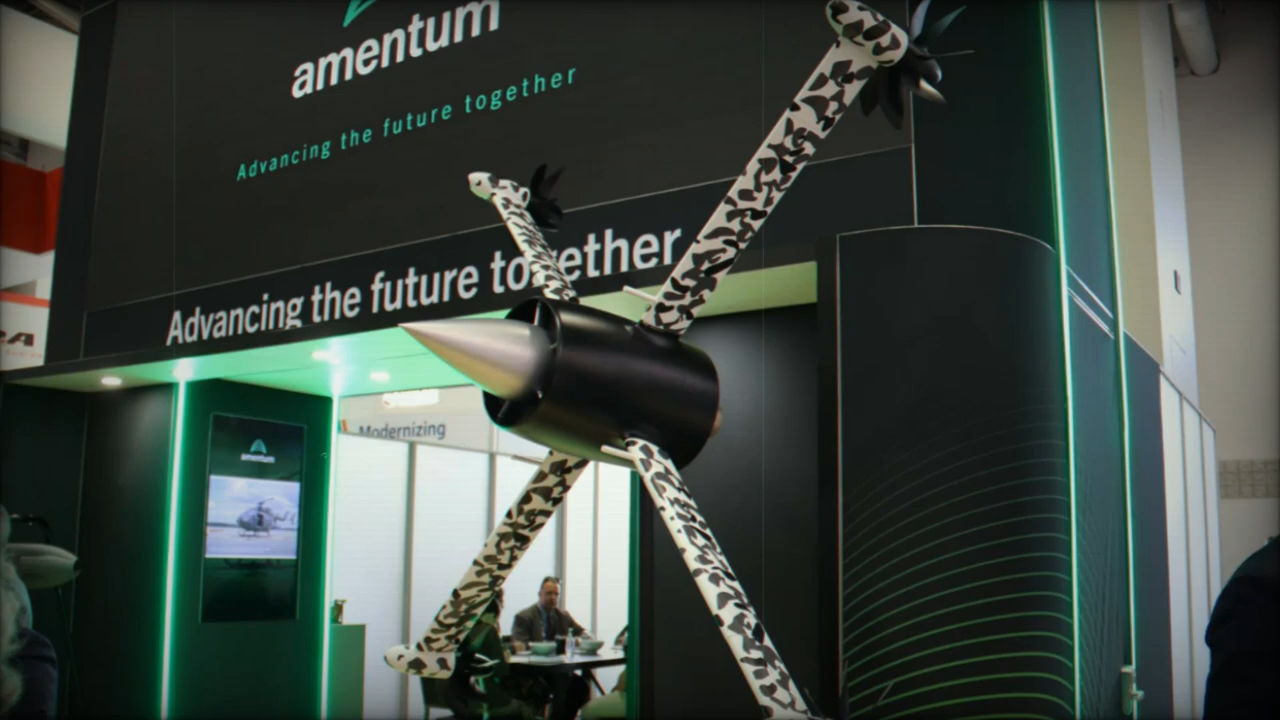 amentum
Advancing the future together
Advancing the future together
Modernizing
amentum